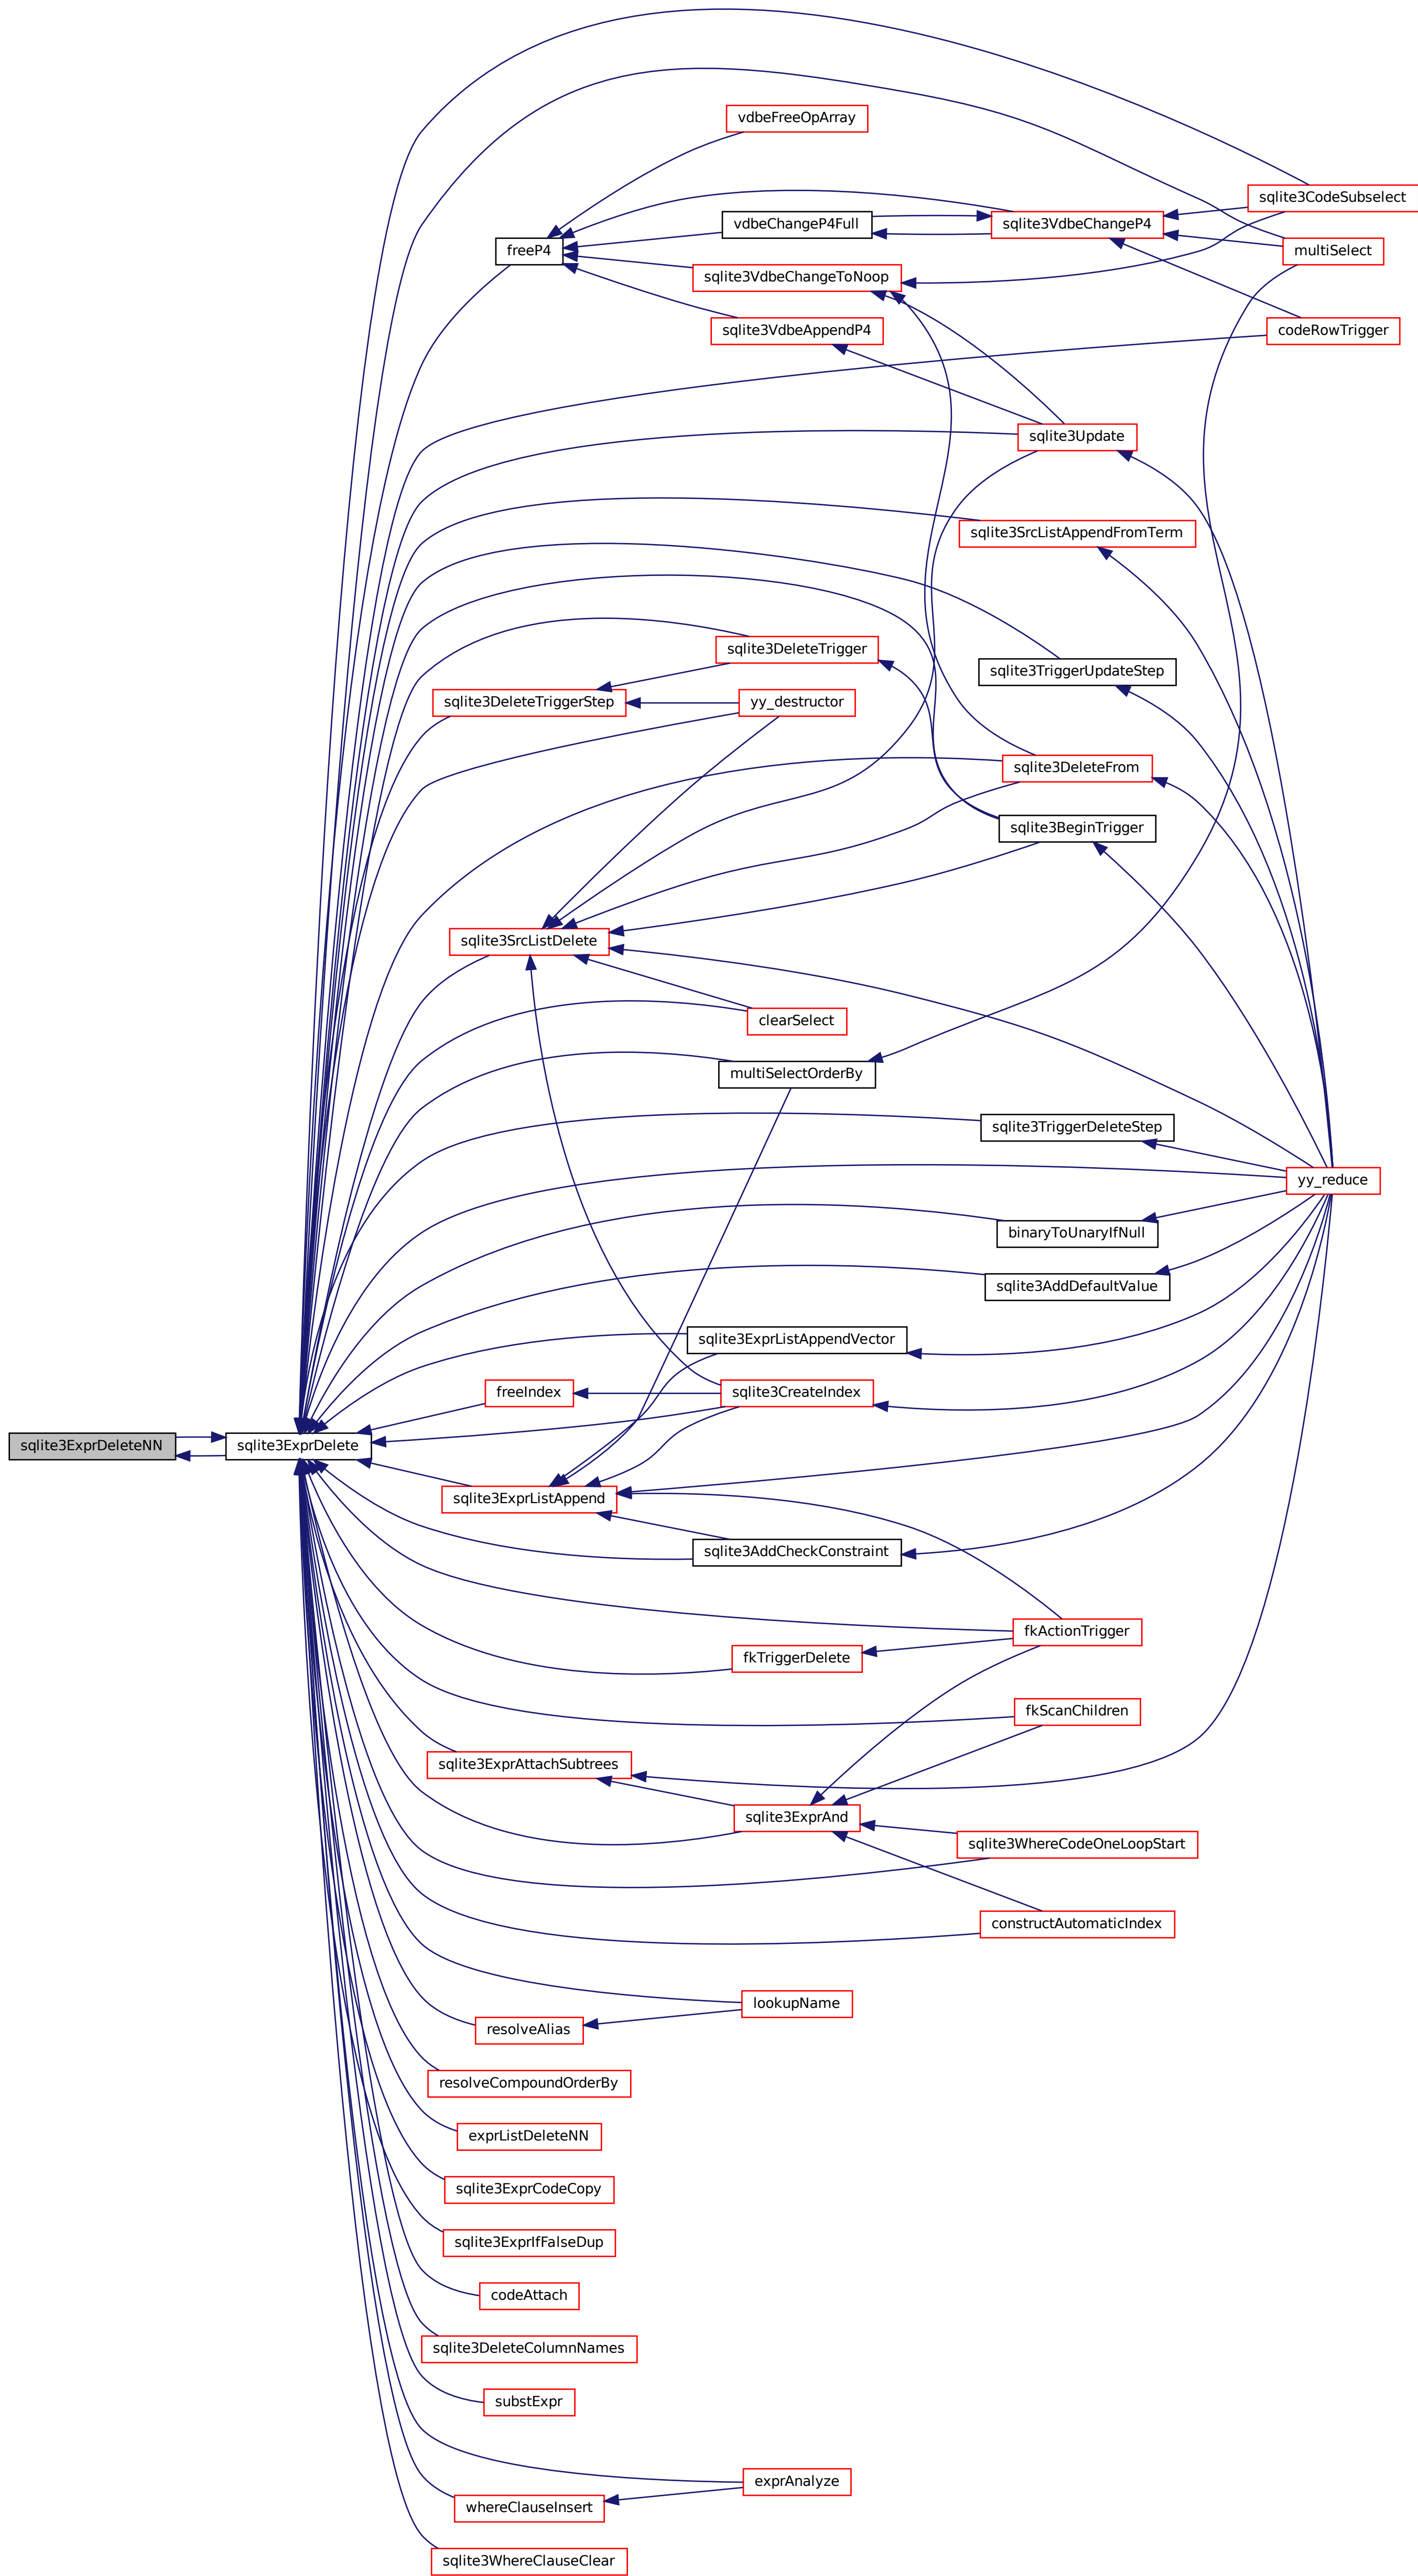 vdbeFreeOpArray
sqlite3CodeSubselect
vdbeChangeP4Full
sqlite3VdbeChangeP4
freeP4
multiSelect
sqlite3VdbeChangeToNoop
sqlite3VdbeAppendP4
codeRowTrigger
sqlite3Update
sqlite3SrcListAppendFromTerm
sqlite3DeleteTrigger
sqlite3TriggerUpdateStep
sqlite3DeleteTriggerStep
yy_destructor
sqlite3DeleteFrom
sqlite3BeginTrigger
sqlite3SrcListDelete
clearSelect
multiSelectOrderBy
sqlite3TriggerDeleteStep
yy_reduce
binaryToUnaryIfNull
sqlite3AddDefaultValue
sqlite3ExprListAppendVector
freeIndex
sqlite3CreateIndex
sqlite3ExprDeleteNN
sqlite3ExprDelete
sqlite3ExprListAppend
sqlite3AddCheckConstraint
fkActionTrigger
fkTriggerDelete
fkScanChildren
sqlite3ExprAttachSubtrees
sqlite3ExprAnd
sqlite3WhereCodeOneLoopStart
constructAutomaticIndex
lookupName
resolveAlias
resolveCompoundOrderBy
exprListDeleteNN
sqlite3ExprCodeCopy
sqlite3ExprIfFalseDup
codeAttach
sqlite3DeleteColumnNames
substExpr
exprAnalyze
whereClauseInsert
sqlite3WhereClauseClear